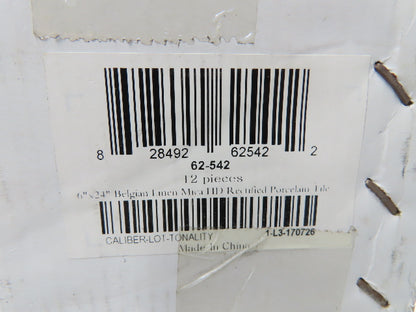 8 28492 62542 2
62-542
12 pieces
6"x24" Belgian Linen Mwa HD Rectified Porcelain Tile
CALIBER-LOT-TONALITY 1-L3-170726
Made in China